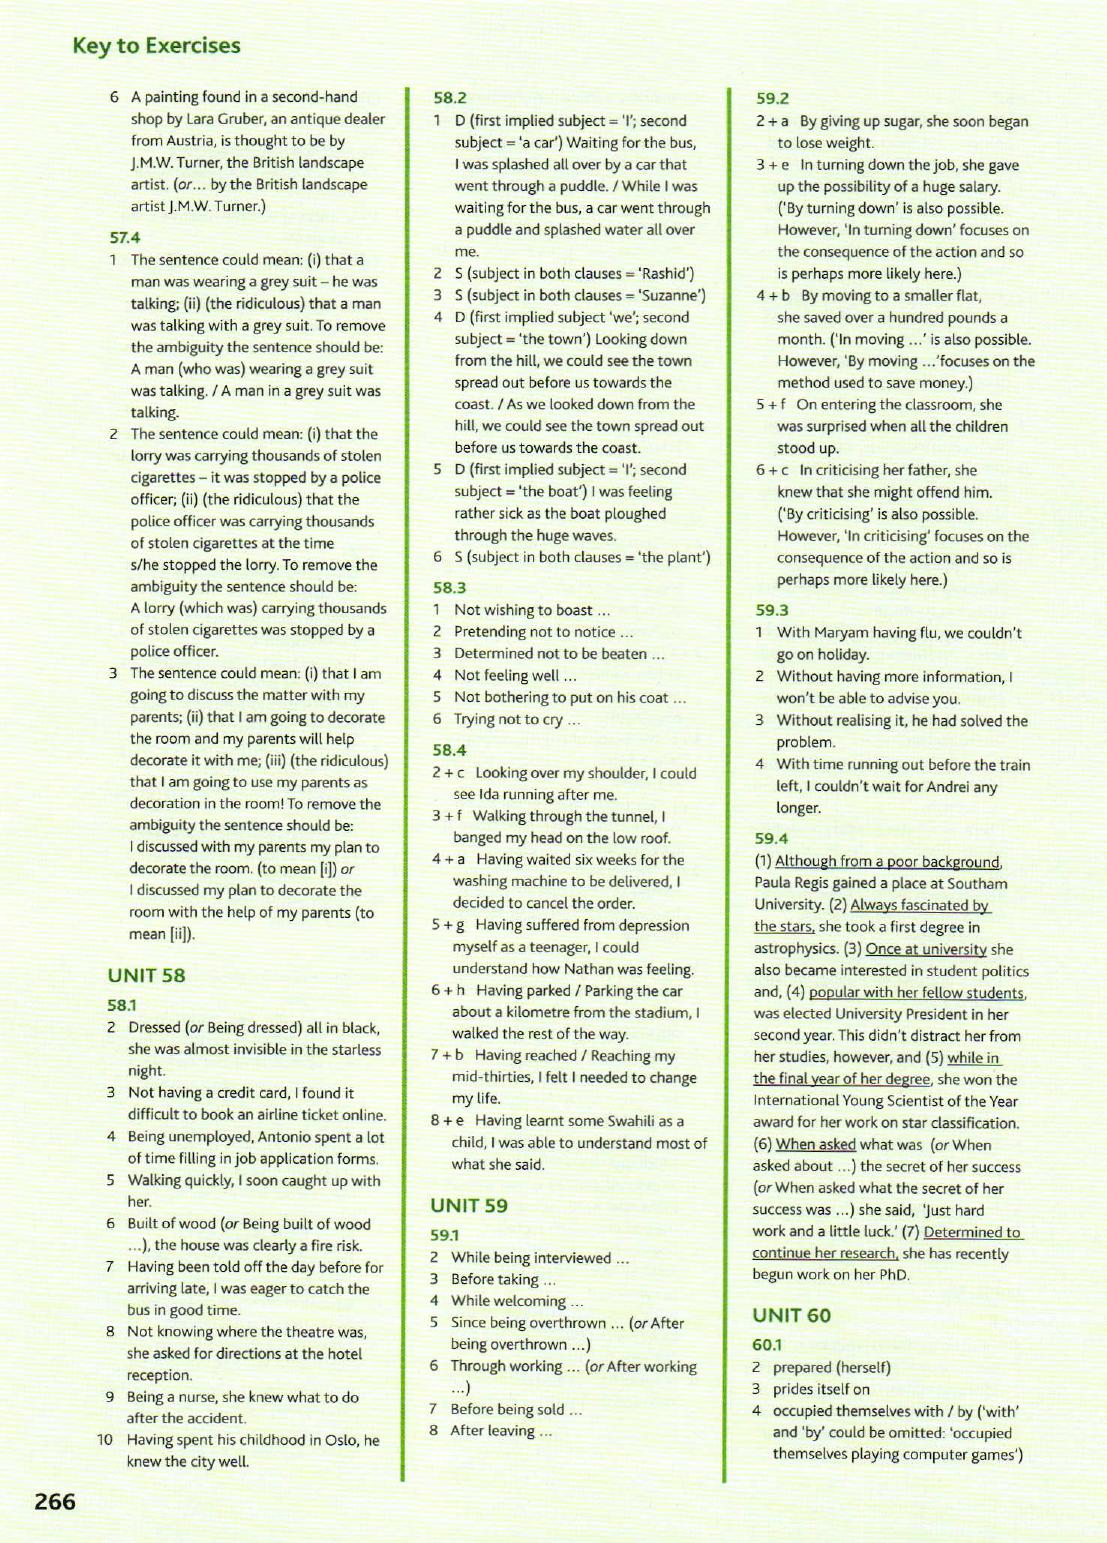 Key to Exercises
6 A painting found in a second-hand
shop by Lara Gruber, an antique dealer
from Austria, is thought to be by
J.M.W. Turner, the British landscape
artist. (or... by the British landscape
artist J.M.W. Turner.)
57.4
1 The sentence could mean: (i) that a
man was wearing a grey suit – he was
talking; (ii) (the ridiculous) that a man
was talking with a grey suit. To remove
the ambiguity the sentence should be:
A man (who was) wearing a grey suit
was talking. / A man in a grey suit was
talking.
2 The sentence could mean: (i) that the
lorry was carrying thousands of stolen
cigarettes – it was stopped by a police
officer; (ii) (the ridiculous) that the
police officer was carrying thousands
of stolen cigarettes at the time
s/he stopped the lorry. To remove the
ambiguity the sentence should be:
A lorry (which was) carrying thousands
of stolen cigarettes was stopped by a
police officer.
3 The sentence could mean: (i) that I am
going to discuss the matter with my
parents; (ii) that I am going to decorate
the room and my parents will help
decorate it with me; (iii) (the ridiculous)
that I am going to use my parents as
decoration in the room! To remove the
ambiguity the sentence should be:
I discussed with my parents my plan to
decorate the room. (to mean [i]) or
I discussed my plan to decorate the
room with the help of my parents (to
mean [ii]).
UNIT 58
58.1
2 Dressed (or Being dressed) all in black,
she was almost invisible in the starless
night.
3 Not having a credit card, I found it
difficult to book an airline ticket online.
4 Being unemployed, Antonio spent a lot
of time filling in job application forms.
5 Walking quickly, I soon caught up with
her.
6 Built of wood (or Being built of wood
...), the house was clearly a fire risk.
7 Having been told off the day before for
arriving late, I was eager to catch the
bus in good time.
8 Not knowing where the theatre was,
she asked for directions at the hotel
reception.
9 Being a nurse, she knew what to do
after the accident.
10 Having spent his childhood in Oslo, he
knew the city well.
58.2
1 D (first implied subject = 'I'; second
subject = 'a car') Waiting for the bus,
I was splashed all over by a car that
went through a puddle. / While I was
waiting for the bus, a car went through
a puddle and splashed water all over
me.
2 S (subject in both clauses = 'Rashid')
3 S (subject in both clauses = 'Suzanne')
4 D (first implied subject 'we'; second
subject = 'the town') Looking down
from the hill, we could see the town
spread out before us towards the
coast. / As we looked down from the
hill, we could see the town spread out
before us towards the coast.
5 D (first implied subject = 'I'; second
subject = 'the boat') I was feeling
rather sick as the boat ploughed
through the huge waves.
6 S (subject in both clauses = 'the plant')
58.3
1 Not wishing to boast ...
2 Pretending not to notice ...
3 Determined not to be beaten ...
4 Not feeling well ...
5 Not bothering to put on his coat ...
6 Trying not to cry ...
58.4
2 + c Looking over my shoulder, I could
see Ida running after me.
3 + f Walking through the tunnel, I
banged my head on the low roof.
4 + a Having waited six weeks for the
washing machine to be delivered, I
decided to cancel the order.
5 + g Having suffered from depression
myself as a teenager, I could
understand how Nathan was feeling.
6 + h Having parked / Parking the car
about a kilometre from the stadium, I
walked the rest of the way.
7 + b Having reached / Reaching my
mid-thirties, I felt I needed to change
my life.
8 + e Having learnt some Swahili as a
child, I was able to understand most of
what she said.
UNIT 59
59.1
2 While being interviewed ...
3 Before taking ...
4 While welcoming ...
5 Since being overthrown ... (or After
being overthrown ...)
6 Through working ... (or After working
...)
7 Before being sold ...
8 After leaving ...
59.2
2 + a By giving up sugar, she soon began
to lose weight.
3 + e In turning down the job, she gave
up the possibility of a huge salary.
('By turning down' is also possible.
However, 'In turning down' focuses on
the consequence of the action and so
is perhaps more likely here.)
4 + b By moving to a smaller flat,
she saved over a hundred pounds a
month. ('In moving ...' is also possible.
However, 'By moving ...'focuses on the
method used to save money.)
5 + f On entering the classroom, she
was surprised when all the children
stood up.
6 + c In criticising her father, she
knew that she might offend him.
('By criticising' is also possible.
However, 'In criticising' focuses on the
consequence of the action and so is
perhaps more likely here.)
59.3
1 With Maryam having flu, we couldn't
go on holiday.
2 Without having more information, I
won't be able to advise you.
3 Without realising it, he had solved the
problem.
4 With time running out before the train
left, I couldn't wait for Andrei any
longer.
59.4
(1) Although from a poor background,
Paula Regis gained a place at Southam
University. (2) Always fascinated by
the stars, she took a first degree in
astrophysics. (3) Once at university she
also became interested in student politics
and, (4) popular with her fellow students,
was elected University President in her
second year. This didn't distract her from
her studies, however, and (5) while in
the final year of her degree, she won the
International Young Scientist of the Year
award for her work on star classification.
(6) When asked what was (or When
asked about ...) the secret of her success
(or When asked what the secret of her
success was ...) she said, 'Just hard
work and a little luck.' (7) Determined to
continue her research, she has recently
begun work on her PhD.
UNIT 60
60.1
2 prepared (herself)
3 prides itself on
4 occupied themselves with / by ('with'
and 'by' could be omitted: 'occupied
themselves playing computer games')
266